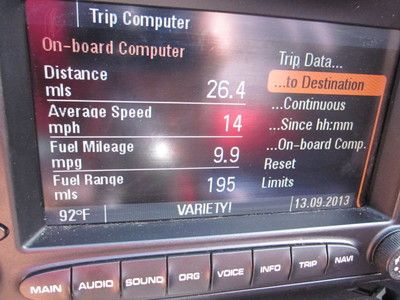 Trip Computer
On-board Computer
Distance
mls 26.4
Average Speed
mph 14
Fuel Mileage
mpg 9.9
Fuel Range
mls 195
Trip Data...
...to Destination
...Continuous
...Since hh:mm
...On-board Comp.
Reset
Limits
92°F VARIETY! 13.09.2013
MAIN AUDIO SOUND ORG VOICE INFO TRIP NAVI